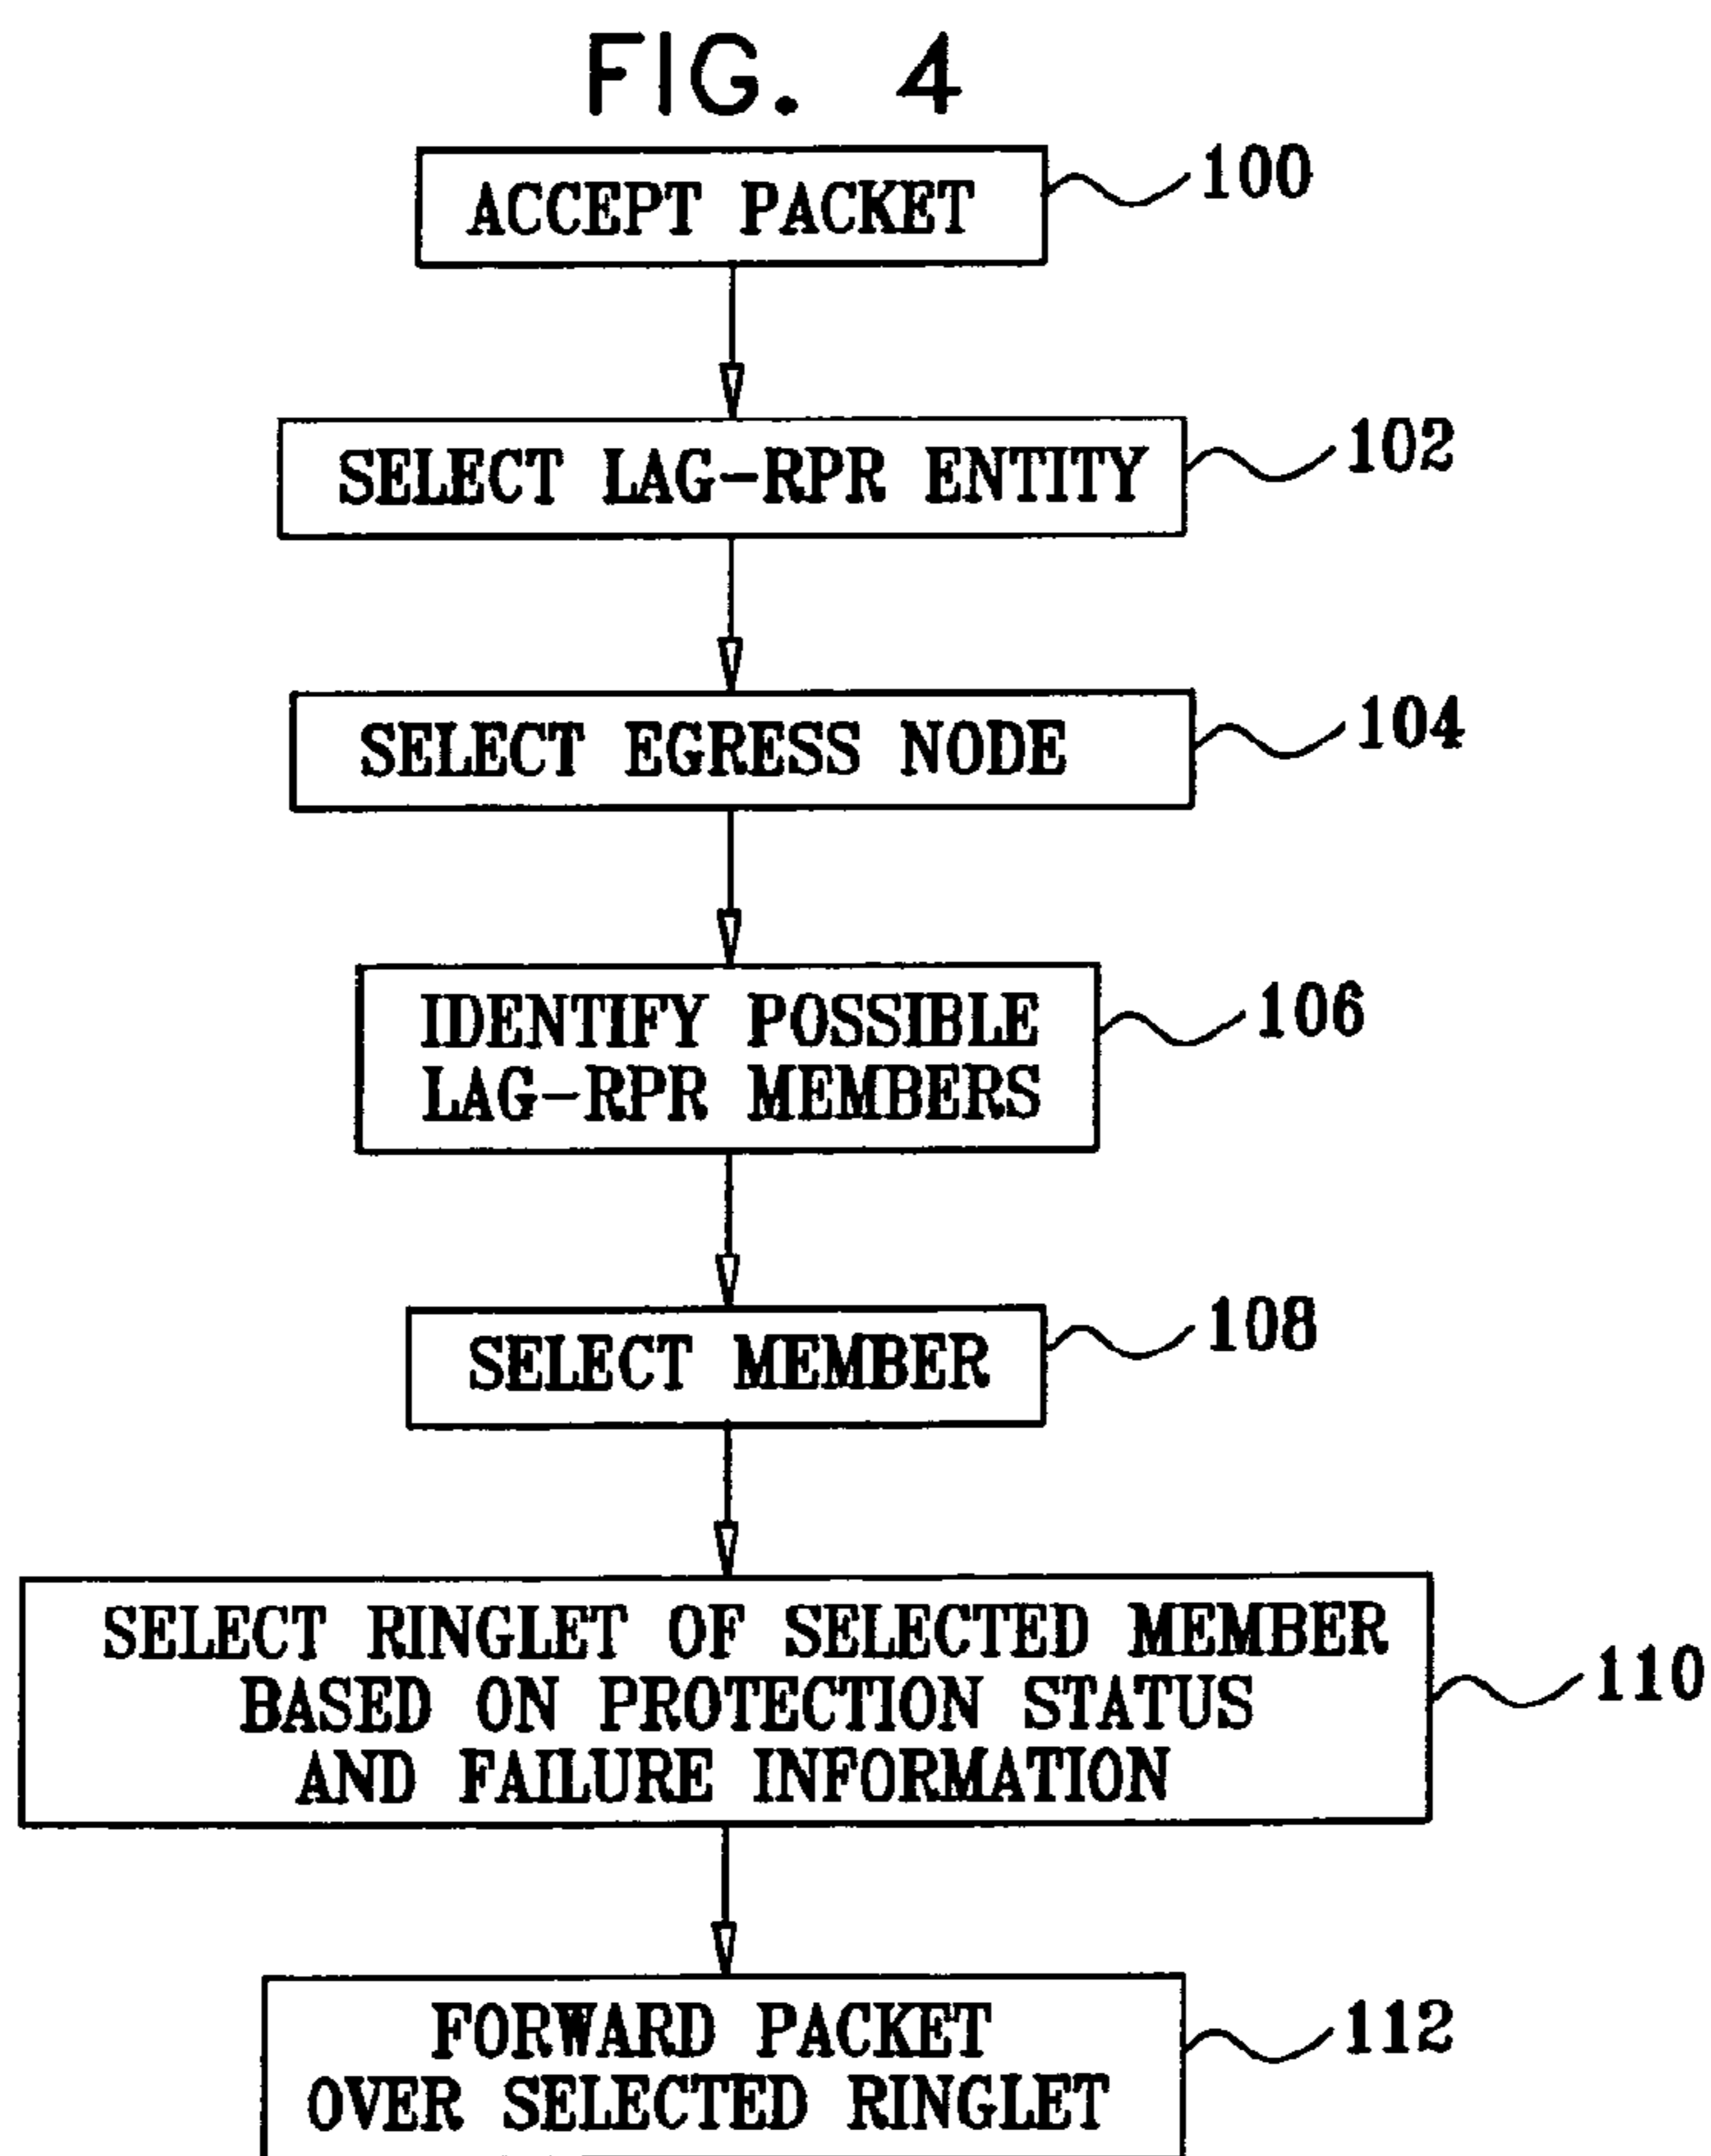 FIG. 4
ACCEPT PACKET
100
SELECT LAG-RPR ENTITY
102
SELECT EGRESS NODE
104
IDENTIFY POSSIBLE
LAG-RPR MEMBERS
106
SELECT MEMBER
108
SELECT RINGLET OF SELECTED MEMBER
BASED ON PROTECTION STATUS
AND FAILURE INFORMATION
110
FORWARD PACKET
OVER SELECTED RINGLET
112